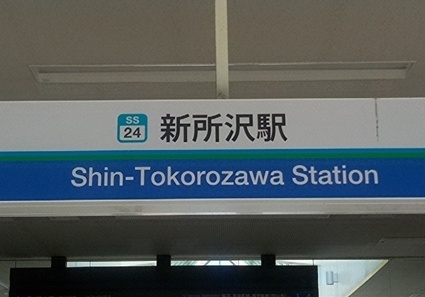 SS
24
新所沢駅
Shin-Tokorozawa Station